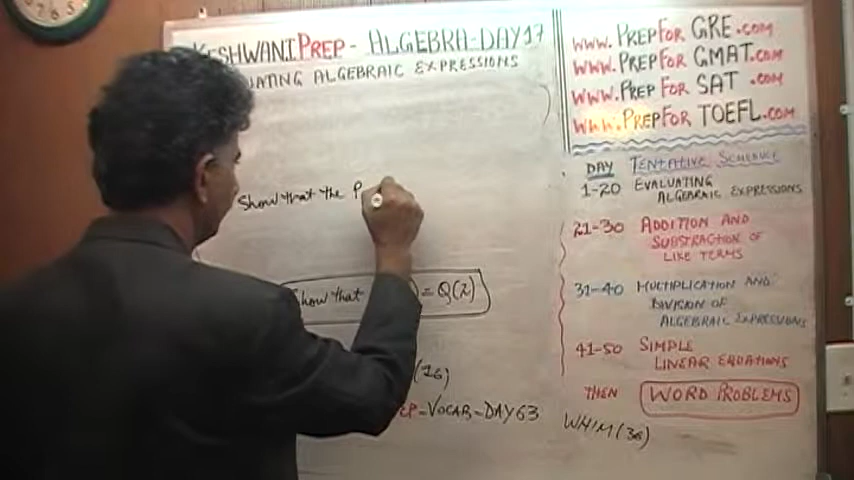 KESHWANIPREP- ALGEBRA-DAY17
EVALUATING ALGEBRAIC EXPRESSIONS
Show that the P
Show that = Q(2)
(26)
EP-VOCAB-DAY63
www.PREPFOR GRE.com
www.PREPFOR GMAT.com
www.PREPFOR SAT.com
www.PREPFOR TOEFL.com
DAY TENTATIVE SCHEDULE
1-20 EVALUATING
ALGEBRAIC EXPRESSIONS
21-30 ADDITION AND
SUBSTRACTION OF
LIKE TERMS
31-40 MULTIPLICATION AND
DIVISION OF
ALGEBRAIC EXPRESSIONS
41-50 SIMPLE
LINEAR EQUATIONS
THEN WORD PROBLEMS
WHIM(36)